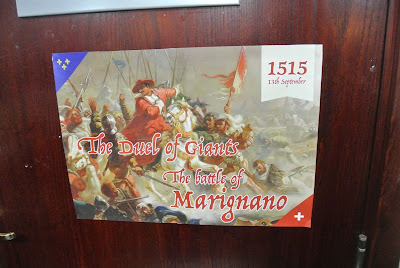 1515
13th September
The Duel of Giants
The battle of
Marignano